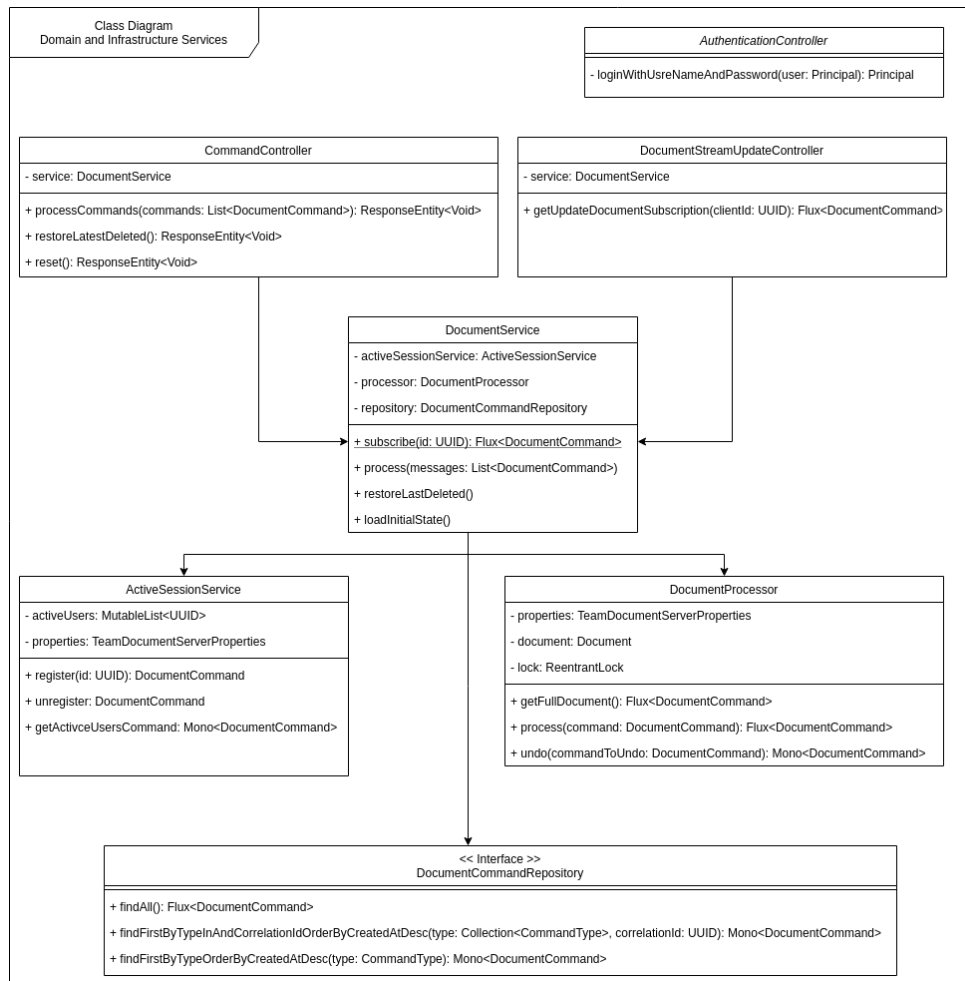 Class Diagram
Domain and Infrastructure Services
AuthenticationController
- loginWithUsreNameAndPassword(user: Principal): Principal
CommandController
- service: DocumentService
+ processCommands(commands: List<DocumentCommand>): ResponseEntity<Void>
+ restoreLatestDeleted(): ResponseEntity<Void>
+ reset(): ResponseEntity<Void>
DocumentStreamUpdateController
- service: DocumentService
+ getUpdateDocumentSubscription(clientId: UUID): Flux<DocumentCommand>
DocumentService
- activeSessionService: ActiveSessionService
- processor: DocumentProcessor
- repository: DocumentCommandRepository
+ subscribe(id: UUID): Flux<DocumentCommand>
+ process(messages: List<DocumentCommand>)
+ restoreLastDeleted()
+ loadInitialState()
ActiveSessionService
- activeUsers: MutableList<UUID>
- properties: TeamDocumentServerProperties
+ register(id: UUID): DocumentCommand
+ unregister: DocumentCommand
+ getActivceUsersCommand: Mono<DocumentCommand>
DocumentProcessor
- properties: TeamDocumentServerProperties
- document: Document
- lock: ReentrantLock
+ getFullDocument(): Flux<DocumentCommand>
+ process(command: DocumentCommand): Flux<DocumentCommand>
+ undo(commandToUndo: DocumentCommand): Mono<DocumentCommand>
<< Interface >>
DocumentCommandRepository
+ findAll(): Flux<DocumentCommand>
+ findFirstByTypeInAndCorrelationIdOrderByCreatedAtDesc(type: Collection<CommandType>, correlationId: UUID): Mono<DocumentCommand>
+ findFirstByTypeOrderByCreatedAtDesc(type: CommandType): Mono<DocumentCommand>